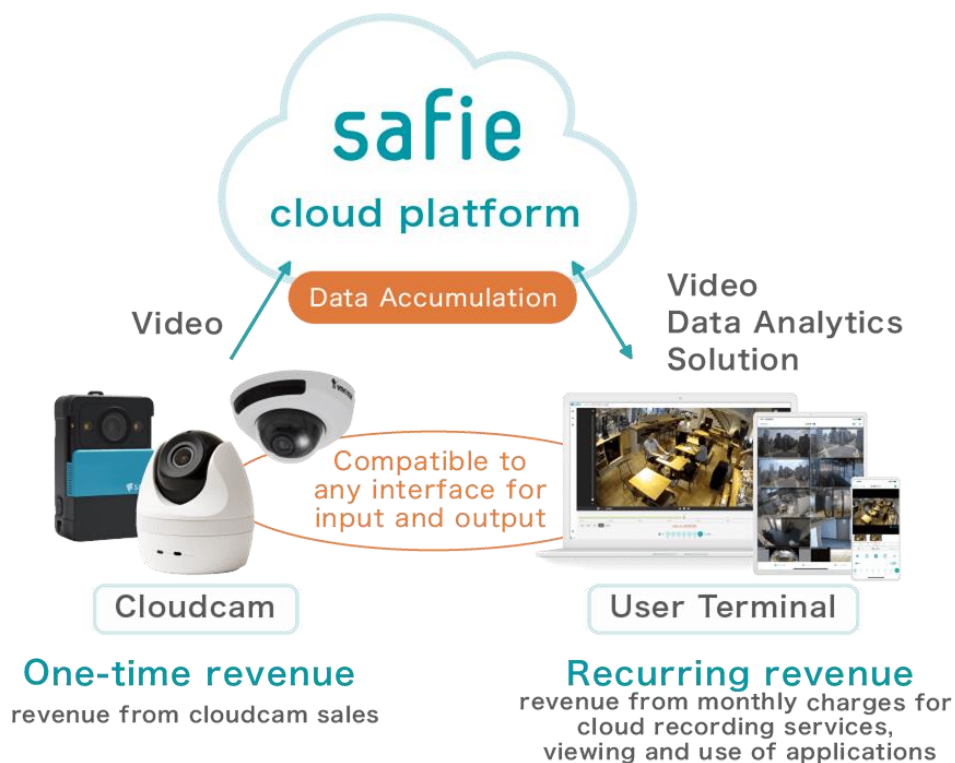 safie
cloud platform
Data Accumulation
Video
Video
Data Analytics
Solution
Compatible to
any interface for
input and output
Cloudcam
User Terminal
One-time revenue
revenue from cloudcam sales
Recurring revenue
revenue from monthly charges for
cloud recording services,
viewing and use of applications